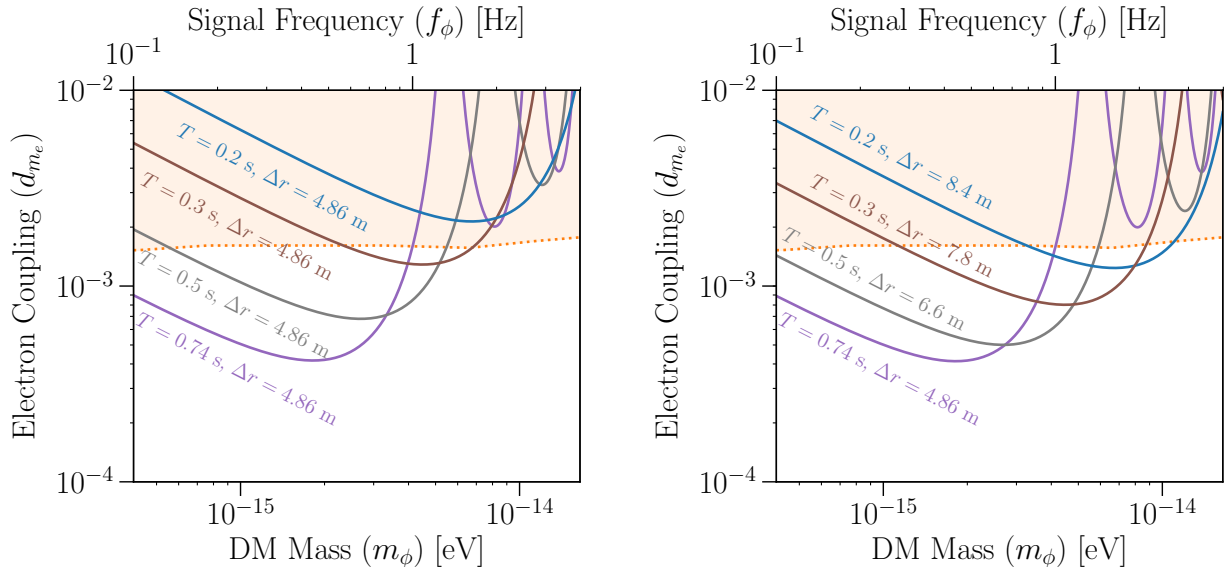 Signal Frequency (f_ϕ) [Hz]
10⁻¹ 1
10⁻²
10⁻³
10⁻⁴
Electron Coupling (d_{m_e})
T = 0.2 s, Δr = 4.86 m
T = 0.3 s, Δr = 4.86 m
T = 0.5 s, Δr = 4.86 m
T = 0.74 s, Δr = 4.86 m
10⁻¹⁵ 10⁻¹⁴
DM Mass (m_ϕ) [eV]
Signal Frequency (f_ϕ) [Hz]
10⁻¹ 1
10⁻²
10⁻³
10⁻⁴
Electron Coupling (d_{m_e})
T = 0.2 s, Δr = 8.4 m
T = 0.3 s, Δr = 7.8 m
T = 0.5 s, Δr = 6.6 m
T = 0.74 s, Δr = 4.86 m
10⁻¹⁵ 10⁻¹⁴
DM Mass (m_ϕ) [eV]